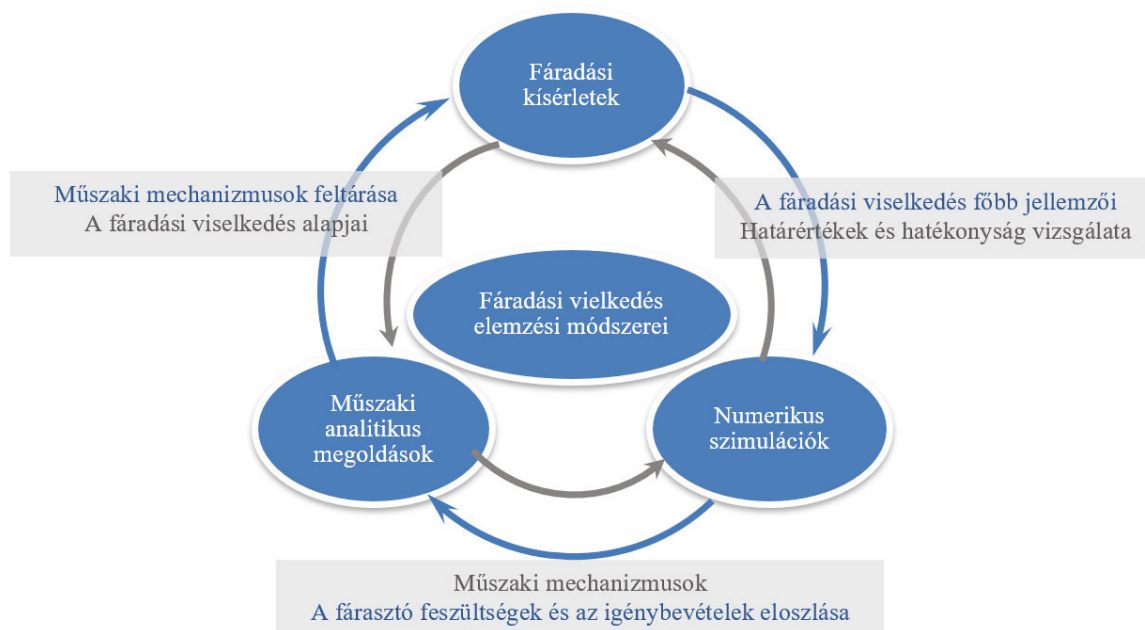 Fáradási
kísérletek
Műszaki mechanizmusok feltárása
A fáradási viselkedés alapjai
A fáradási viselkedés főbb jellemzői
Határértékek és hatékonyság vizsgálata
Fáradási vielkedés
elemzési módszerei
Műszaki
analitikus
megoldások
Numerikus
szimulációk
Műszaki mechanizmusok
A fárasztó feszültségek és az igénybevételek eloszlása